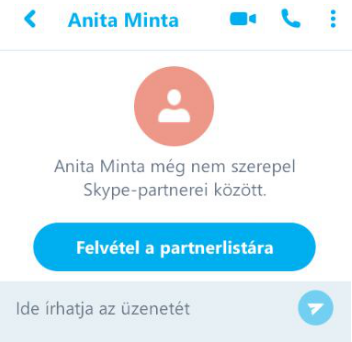 Anita Minta
Anita Minta még nem szerepel
Skype-partnerei között.
Felvétel a partnerlistára
Ide írhatja az üzenetét